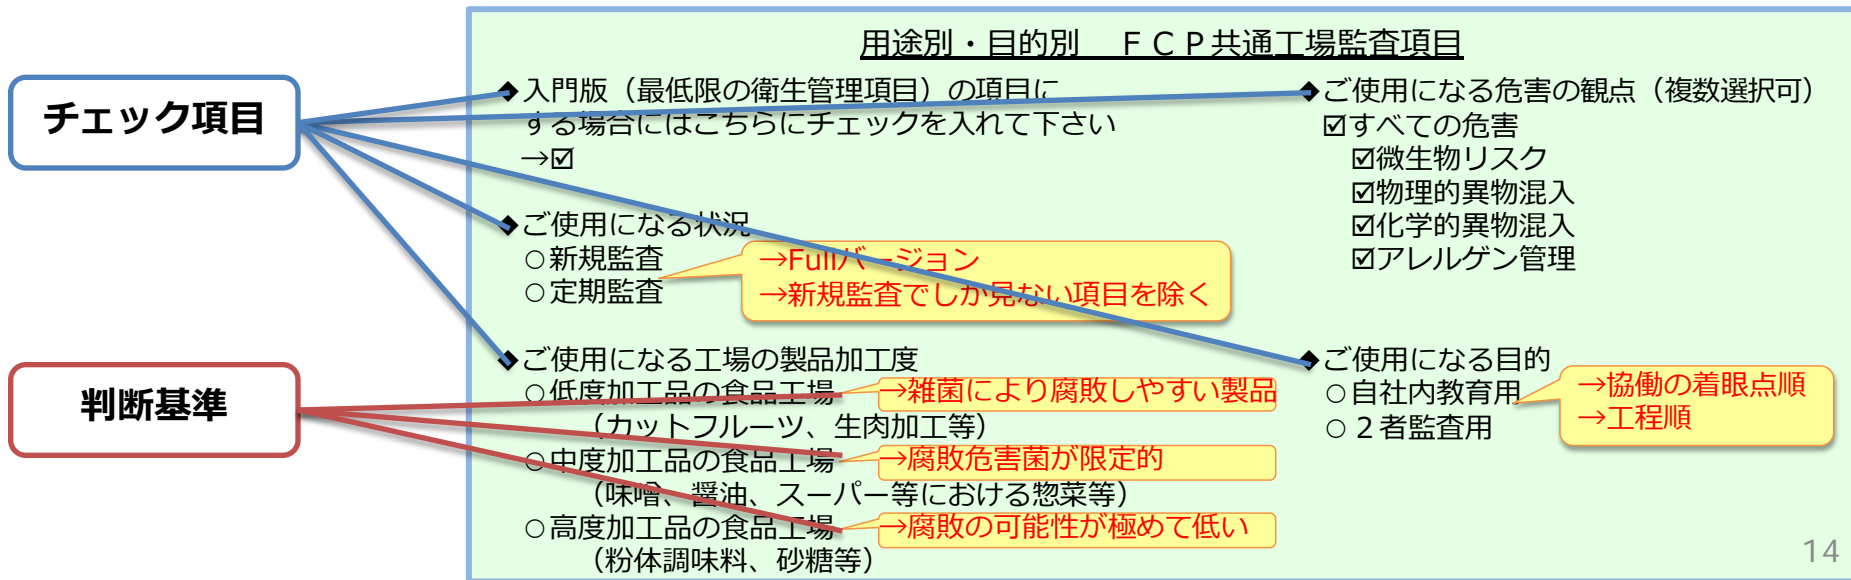 用途別・目的別　ＦＣＰ共通工場監査項目
チェック項目
判断基準
◆入門版（最低限の衛生管理項目）の項目に
する場合にはこちらにチェックを入れて下さい
→☑
◆ご使用になる状況
○新規監査
○定期監査
→Fullバージョン
→新規監査でしか見ない項目を除く
◆ご使用になる工場の製品加工度
○低度加工品の食品工場
→雑菌により腐敗しやすい製品
（カットフルーツ、生肉加工等）
○中度加工品の食品工場
→腐敗危害菌が限定的
（味噌、醤油、スーパー等における惣菜等）
○高度加工品の食品工場
→腐敗の可能性が極めて低い
（粉体調味料、砂糖等）
◆ご使用になる危害の観点（複数選択可）
☑すべての危害
☑微生物リスク
☑物理的異物混入
☑化学的異物混入
☑アレルゲン管理
◆ご使用になる目的
○自社内教育用
○２者監査用
→協働の着眼点順
→工程順
14